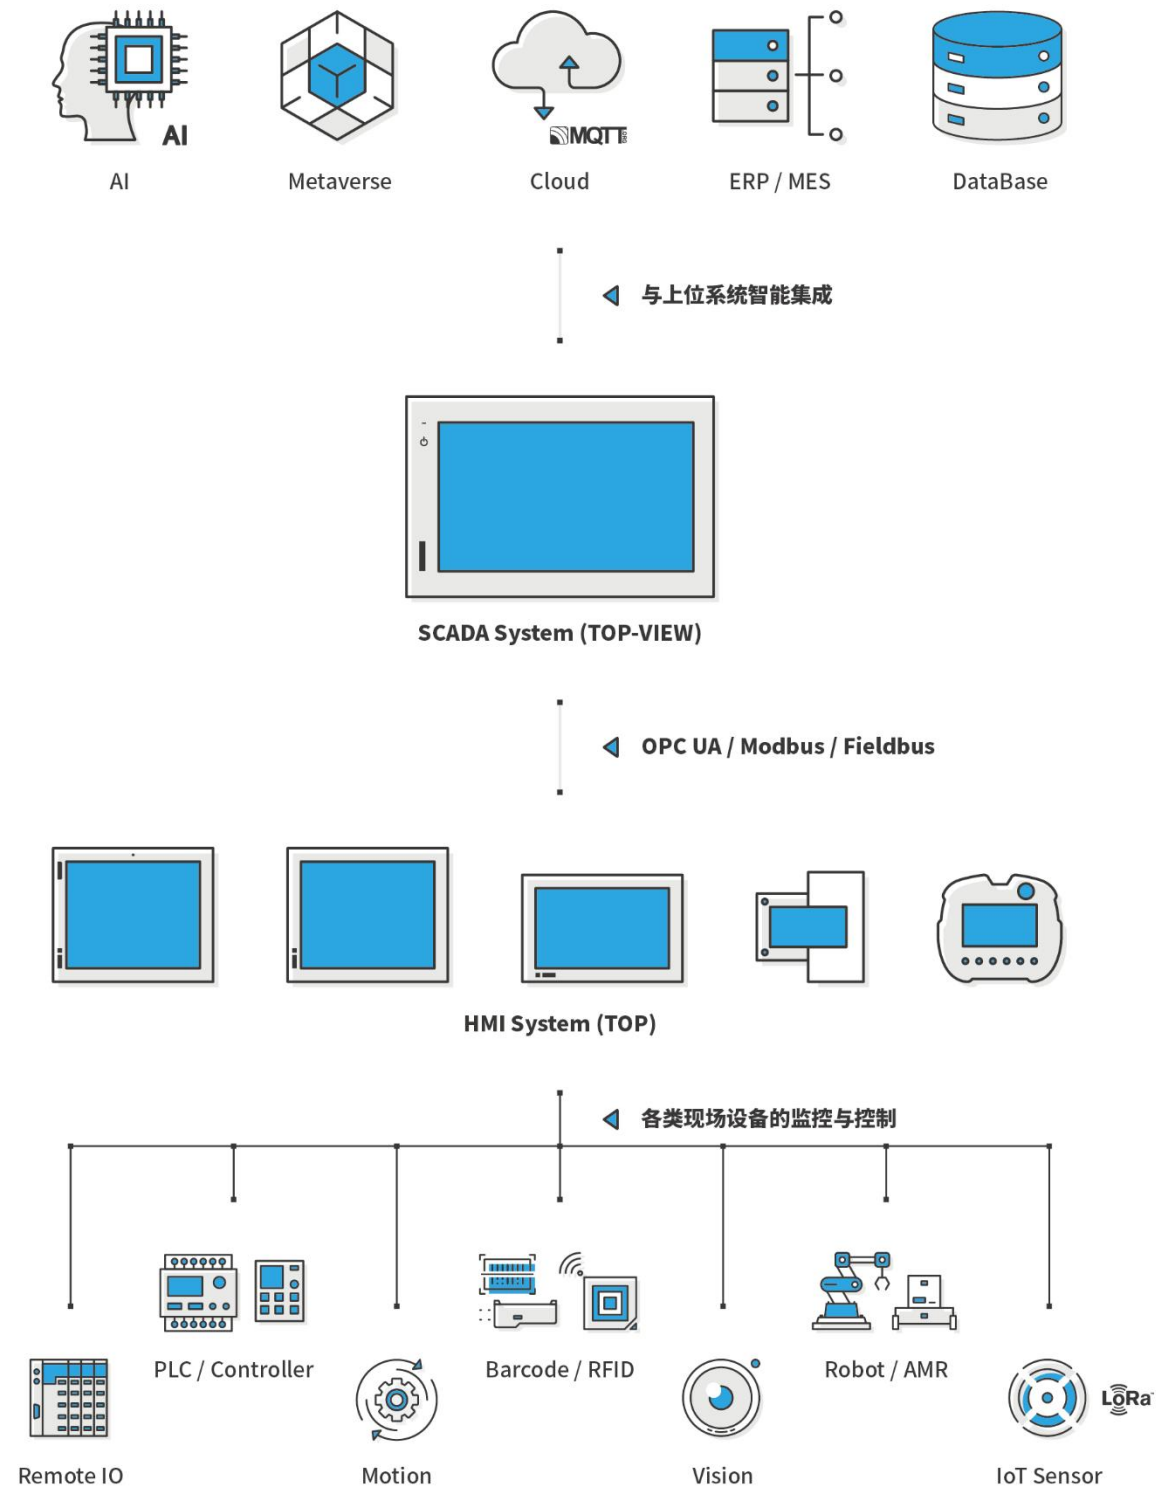 AI
MQTT
AI
Metaverse
Cloud
ERP / MES
DataBase
与上位系统智能集成
SCADA System (TOP-VIEW)
OPC UA / Modbus / Fieldbus
HMI System (TOP)
各类现场设备的监控与控制
PLC / Controller
Barcode / RFID
Robot / AMR
LoRa
Remote IO
Motion
Vision
IoT Sensor